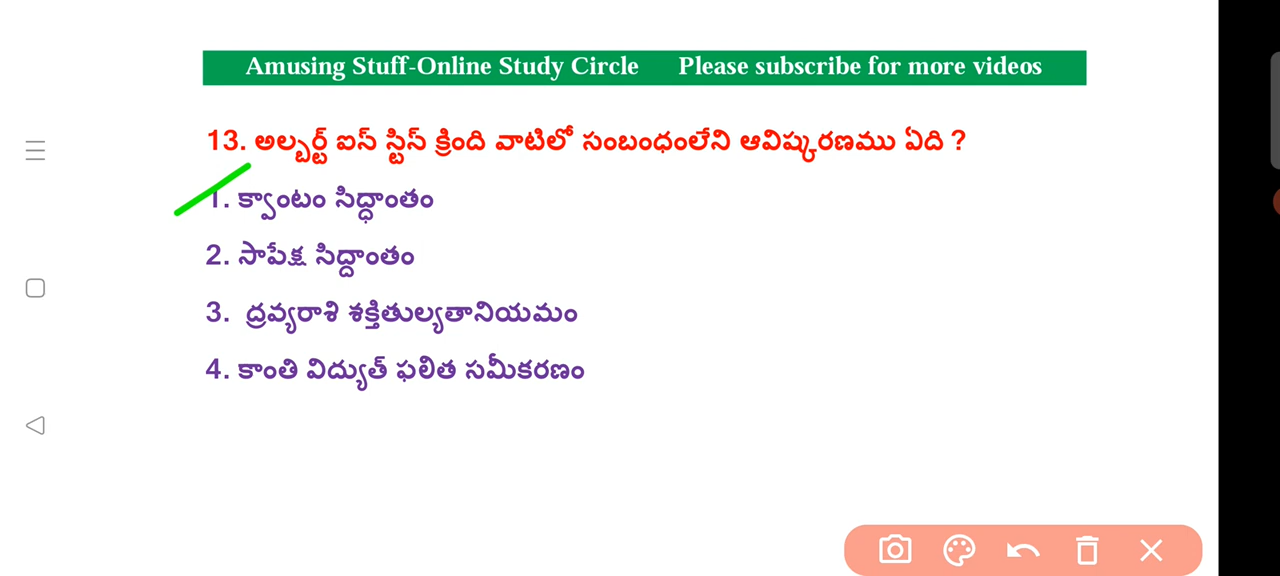 Amusing Stuff-Online Study Circle Please subscribe for more videos
13. అల్బర్ట్ ఐస్ స్టిస్ క్రింది వాటిలో సంబంధంలేని ఆవిష్కరణము ఏది ?
1. క్వాంటం సిద్ధాంతం
2. సాపేక్ష సిద్దాంతం
3. ద్రవ్యరాశి శక్తితుల్యతానియమం
4. కాంతి విద్యుత్ ఫలిత సమీకరణం